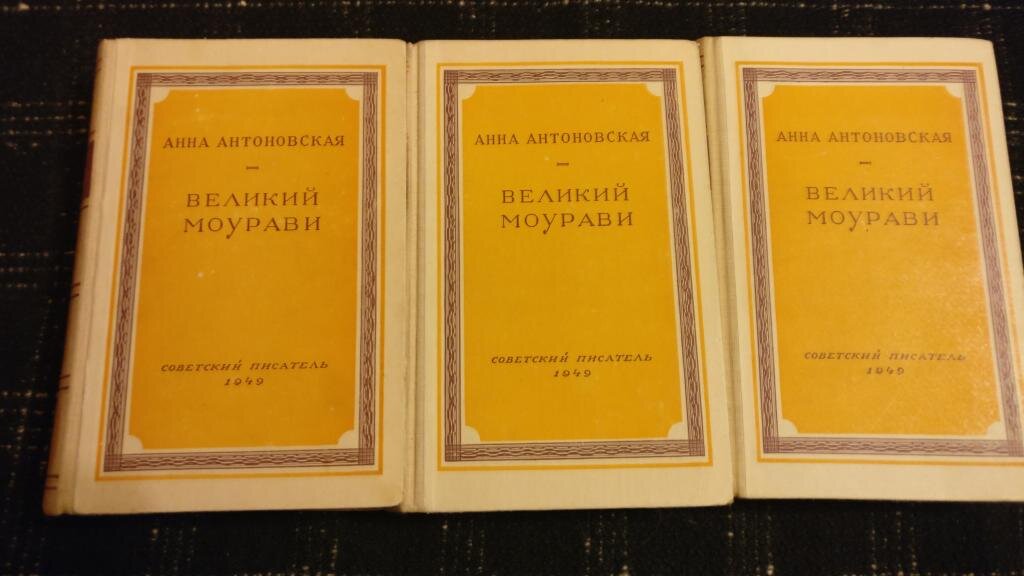 АННА АНТОНОВСКАЯ
—
ВЕЛИКИЙ
МОУРАВИ
СОВЕТСКИЙ ПИСАТЕЛЬ
1949
АННА АНТОНОВСКАЯ
—
ВЕЛИКИЙ
МОУРАВИ
СОВЕТСКИЙ ПИСАТЕЛЬ
1949
АННА АНТОНОВСКАЯ
—
ВЕЛИКИЙ
МОУРАВИ
СОВЕТСКИЙ ПИСАТЕЛЬ
1949